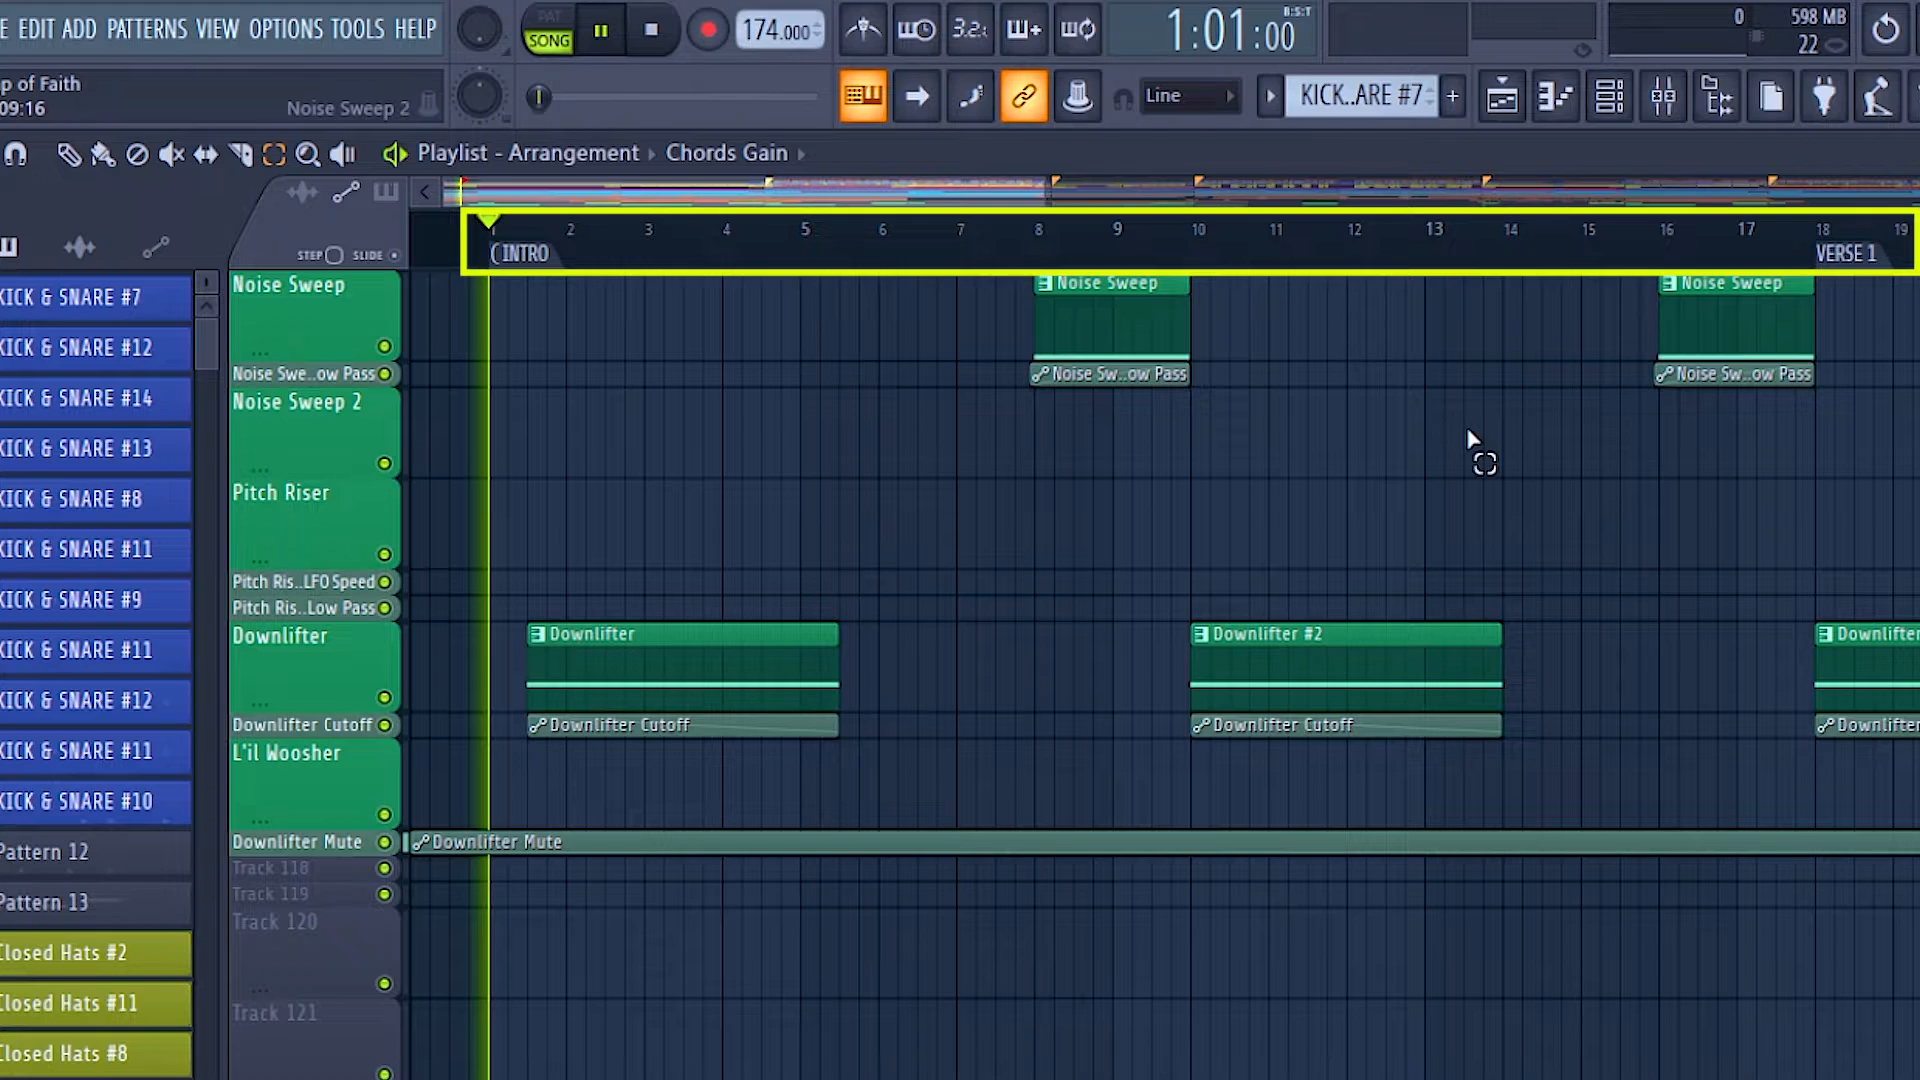 E EDIT ADD PATTERNS VIEW OPTIONS TOOLS HELP
PAT
SONG
174.000
3.2.
1:01:00
B:S:T
0
598 MB
22
p of Faith
09:16
Noise Sweep 2
Line
KICK..ARE #7
+
Playlist - Arrangement
Chords Gain
STEP
SLIDE
1 2 3 4 5 6 7 8 9 10 11 12 13 14 15 16 17 18 19
INTRO
VERSE 1
KICK & SNARE #7
KICK & SNARE #12
KICK & SNARE #14
KICK & SNARE #13
KICK & SNARE #8
KICK & SNARE #11
KICK & SNARE #9
KICK & SNARE #11
KICK & SNARE #12
KICK & SNARE #11
KICK & SNARE #10
Pattern 12
Pattern 13
Closed Hats #2
Closed Hats #11
Closed Hats #8
Noise Sweep
Noise Swe..ow Pass
Noise Sweep 2
Pitch Riser
Pitch Ris..LFO Speed
Pitch Ris..Low Pass
Downlifter
Downlifter Cutoff
L'il Woosher
Downlifter Mute
Track 118
Track 119
Track 120
Track 121
Noise Sweep
Noise Sweep
Noise Sw..ow Pass
Noise Sw..ow Pass
Downlifter
Downlifter #2
Downlifter
Downlifter Cutoff
Downlifter Cutoff
Downlifter
Downlifter Mute